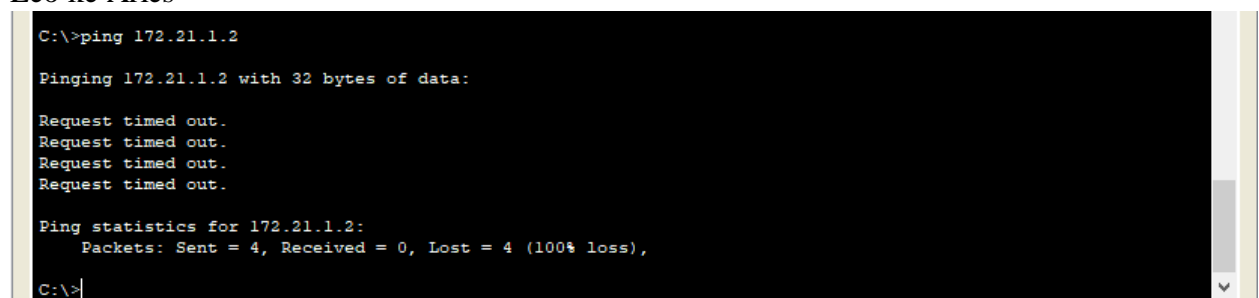 C:\>ping 172.21.1.2
Pinging 172.21.1.2 with 32 bytes of data:
Request timed out.
Request timed out.
Request timed out.
Request timed out.
Ping statistics for 172.21.1.2:
Packets: Sent = 4, Received = 0, Lost = 4 (100% loss),
C:\>